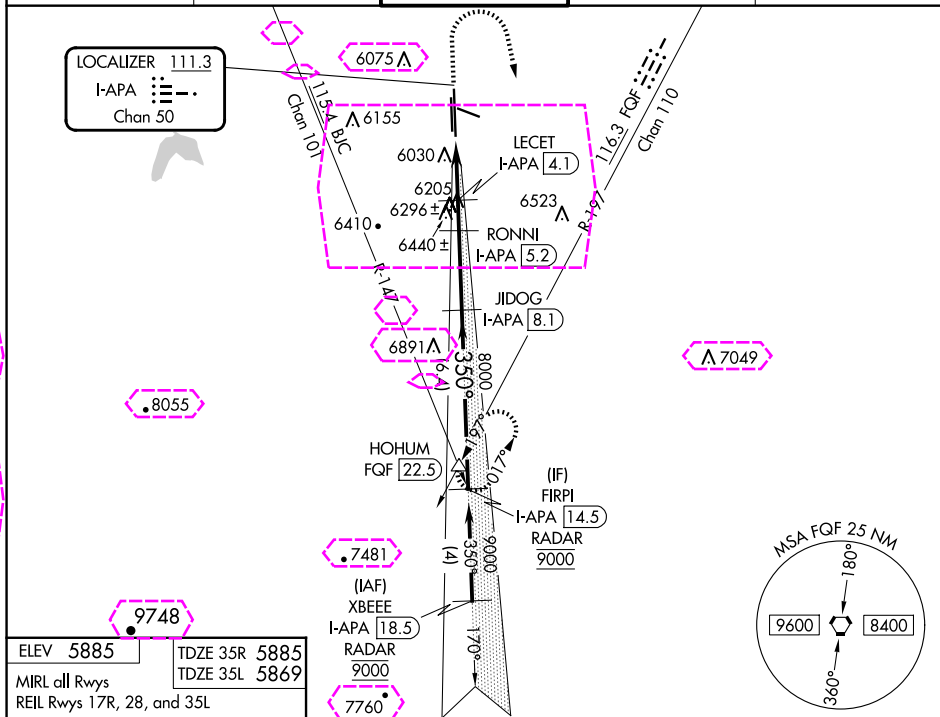 LOCALIZER 111.3
I-APA
Chan 50
6075
115.4 BJC
Chan 101
116.3 FQF
Chan 110
6155
6030
LECET
I-APA 4.1
6205
6296 ±
6523
6410
6440 ±
RONNI
I-APA 5.2
R-197
R-147
JIDOG
I-APA 8.1
6891
7049
350°
(6.4)
8000
8055
197°
HOHUM
FQF 22.5
017°
(IF)
FIRPI
I-APA 14.5
RADAR
9000
7481
(4)
350°
9000
(IAF)
XBEEE
I-APA 18.5
RADAR
9000
170°
7760
9748
MSA FQF 25 NM
180°
9600
8400
360°
ELEV 5885
TDZE 35R 5885
TDZE 35L 5869
MIRL all Rwys
REIL Rwys 17R, 28, and 35L